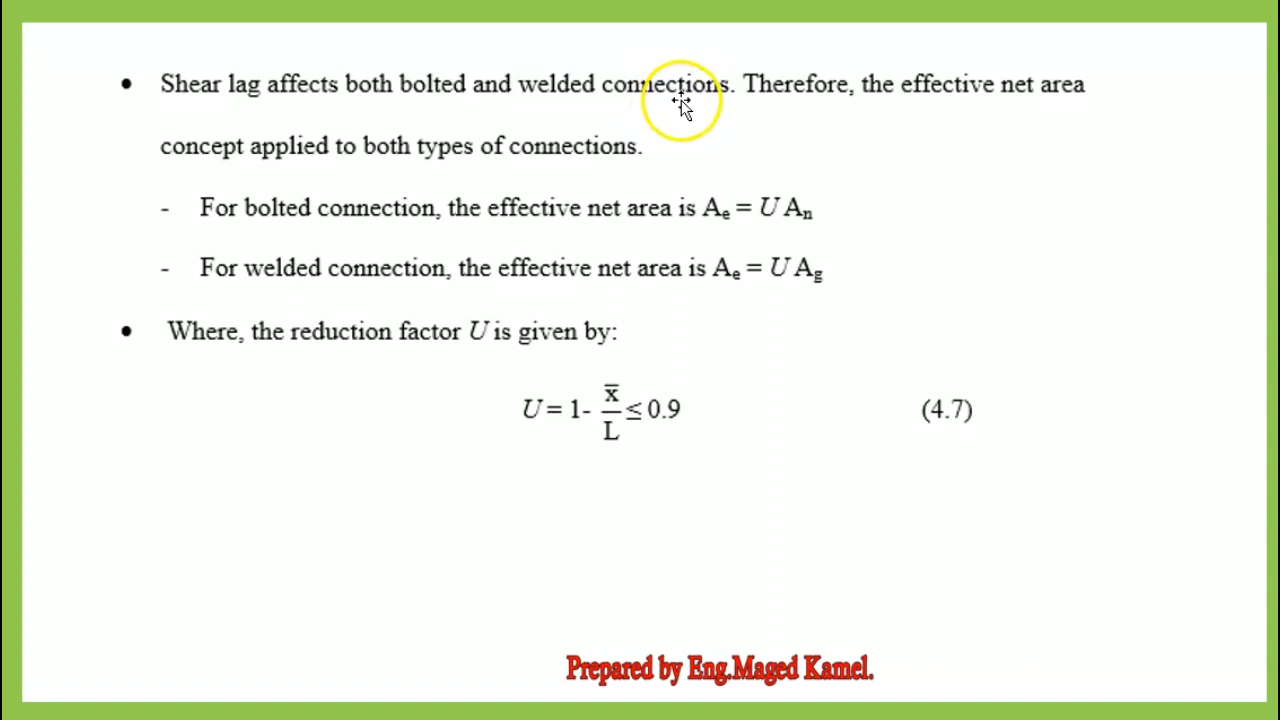 • Shear lag affects both bolted and welded connections. Therefore, the effective net area
concept applied to both types of connections.
- For bolted connection, the effective net area is Aₑ = U Aₙ
- For welded connection, the effective net area is Aₑ = U A_g
• Where, the reduction factor U is given by:
U = 1- x̄/L ≤ 0.9 (4.7)
Prepared by Eng.Maged Kamel.